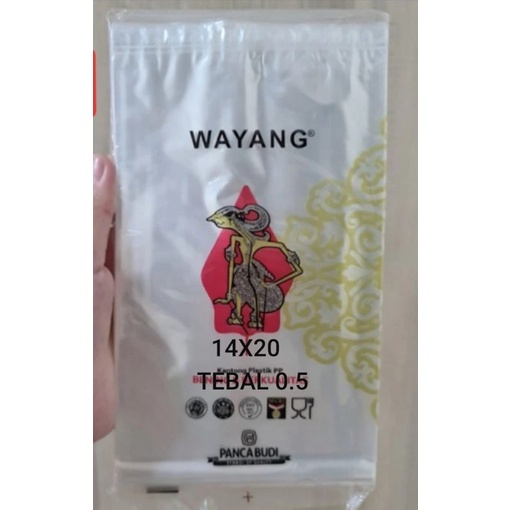 WAYANG®
14X20
Kantong Plastik PP
TEBAL 0.5
PANCA BUDI